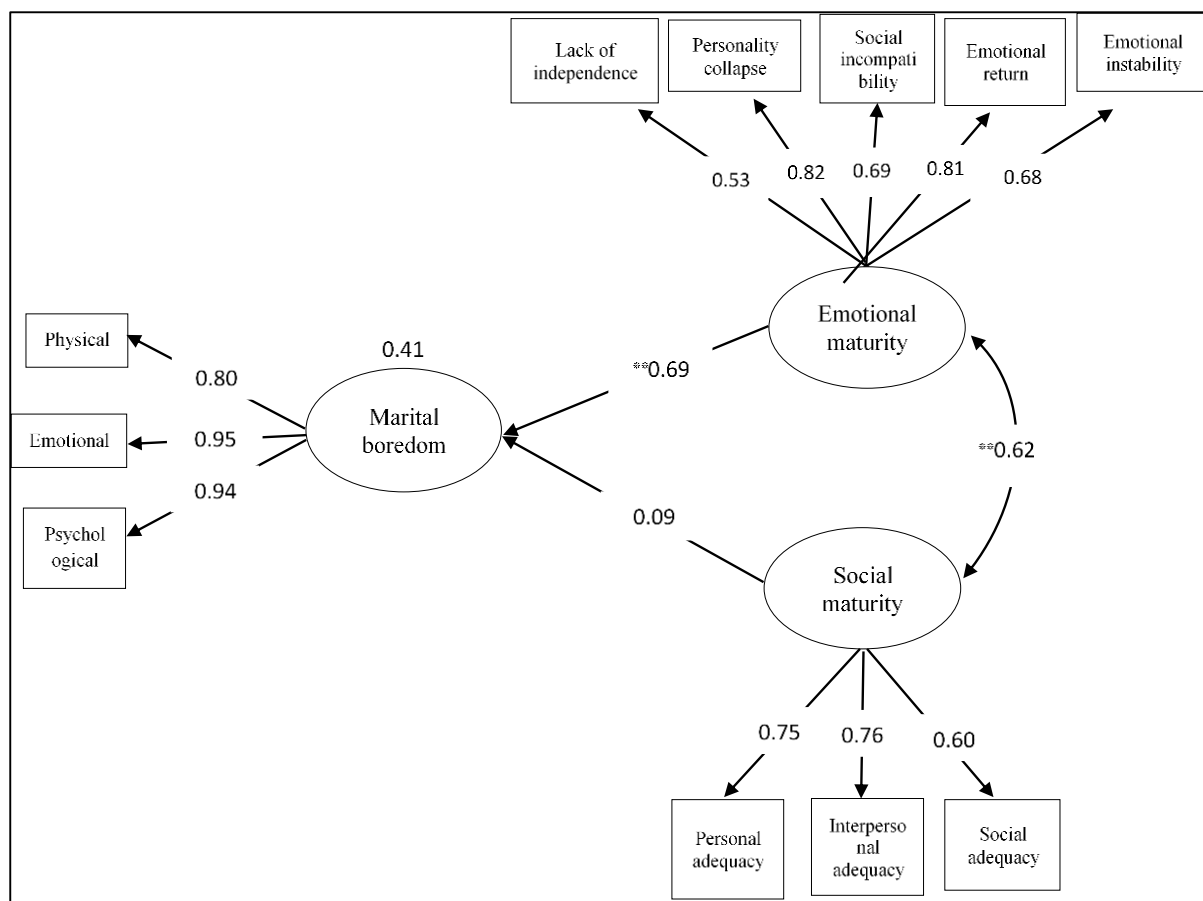 Lack of
independence
Personality
collapse
Social
incompati
bility
Emotional
return
Emotional
instability
0.53
0.82
0.69
0.81
0.68
Emotional
maturity
Physical
Emotional
Psychol
ogical
0.80
0.95
0.94
0.41
Marital
boredom
**0.69
**0.62
0.09
Social
maturity
0.75
0.76
0.60
Personal
adequacy
Interperso
nal
adequacy
Social
adequacy